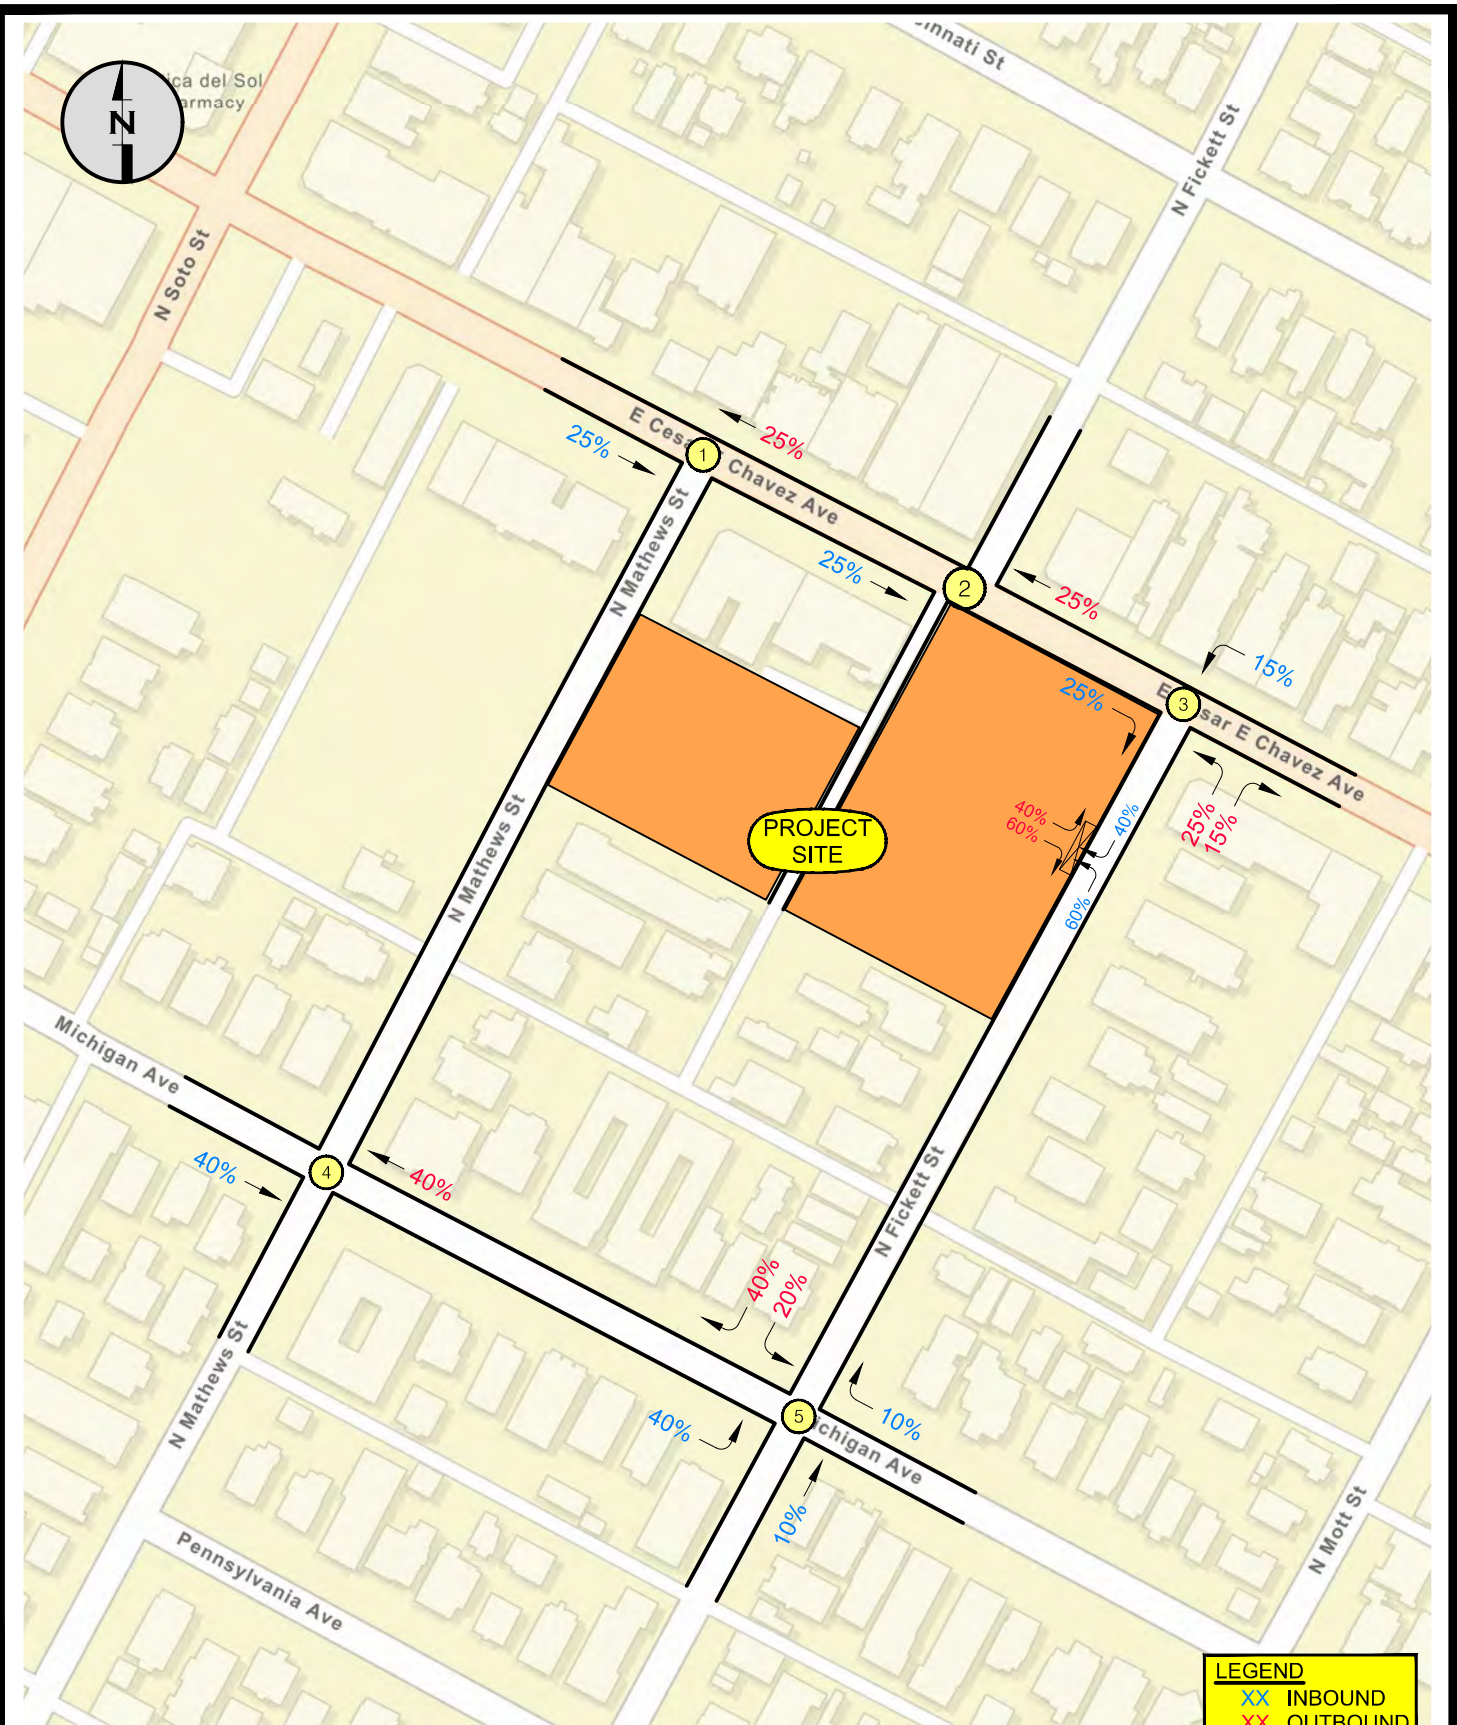 ica del Sol
armacy
N
innati St
N Fickett St
N Soto St
E Cesa
Chavez Ave
25%
25%
1
N Mathews St
25%
2
25%
15%
25%
E
sar E Chavez Ave
3
40%
60%
40%
60%
25%
15%
PROJECT
SITE
N Mathews St
Michigan Ave
40%
4
40%
N Fickett St
40%
20%
40%
5
10%
ichigan Ave
10%
N Mathews St
Pennsylvania Ave
N Mott St
LEGEND
XX INBOUND
XX OUTBOUND